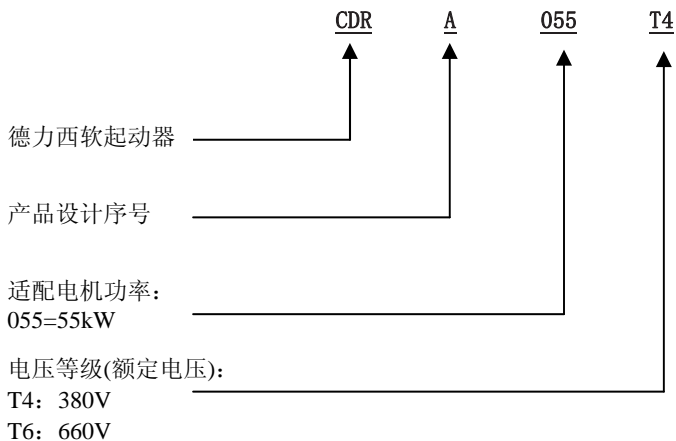 CDR A 055 T4
德力西软起动器
产品设计序号
适配电机功率：
055=55kW
电压等级(额定电压)：
T4：380V
T6：660V